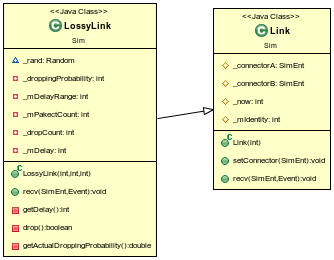 <<Java Class>>
LossyLink
Sim
_rand: Random
_droppingProbability: int
_mDelayRange: int
_mPakectCount: int
_dropCount: int
_mDelay: int
LossyLink(int,int,int)
recv(SimEnt,Event):void
getDelay():int
drop():boolean
getActualDroppingProbability():double
<<Java Class>>
Link
Sim
_connectorA: SimEnt
_connectorB: SimEnt
_now: int
_mIdentity: int
Link(int)
setConnector(SimEnt):void
recv(SimEnt,Event):void